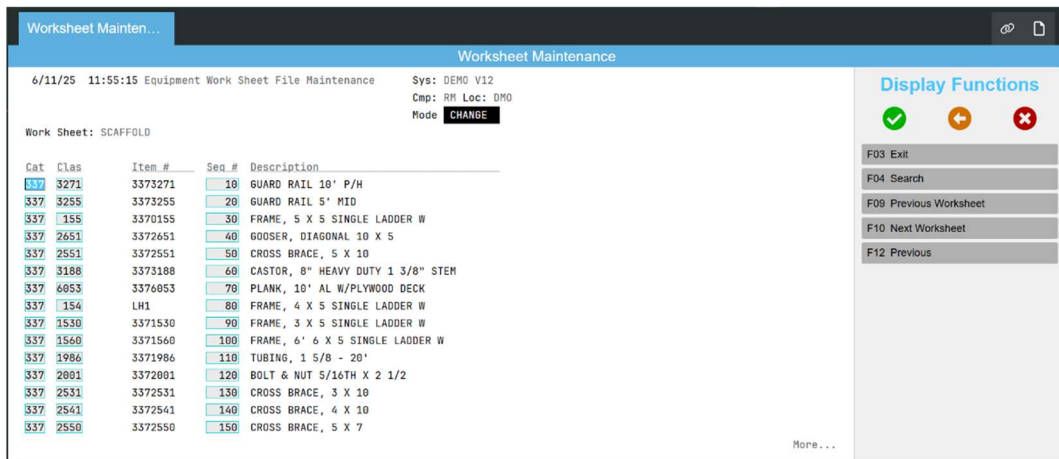 Worksheet Mainten...
Worksheet Maintenance
6/11/25 11:55:15 Equipment Work Sheet File Maintenance Sys: DEMO V12
Cmp: RM Loc: DMO
Mode CHANGE
Work Sheet: SCAFFOLD
Cat Clas Item # Seq # Description
337 3271 3373271 10 GUARD RAIL 10' P/H
337 3255 3373255 20 GUARD RAIL 5' MID
337 155 3370155 30 FRAME, 5 X 5 SINGLE LADDER W
337 2651 3372651 40 GOOSER, DIAGONAL 10 X 5
337 2551 3372551 50 CROSS BRACE, 5 X 10
337 3188 3373188 60 CASTOR, 8" HEAVY DUTY 1 3/8" STEM
337 6053 3376053 70 PLANK, 10' AL W/PLYWOOD DECK
337 154 LH1 80 FRAME, 4 X 5 SINGLE LADDER W
337 1530 3371530 90 FRAME, 3 X 5 SINGLE LADDER W
337 1560 3371560 100 FRAME, 6' 6 X 5 SINGLE LADDER W
337 1986 3371986 110 TUBING, 1 5/8 - 20'
337 2001 3372001 120 BOLT & NUT 5/16TH X 2 1/2
337 2531 3372531 130 CROSS BRACE, 3 X 10
337 2541 3372541 140 CROSS BRACE, 4 X 10
337 2550 3372550 150 CROSS BRACE, 5 X 7
More...
Display Functions
F03 Exit
F04 Search
F09 Previous Worksheet
F10 Next Worksheet
F12 Previous